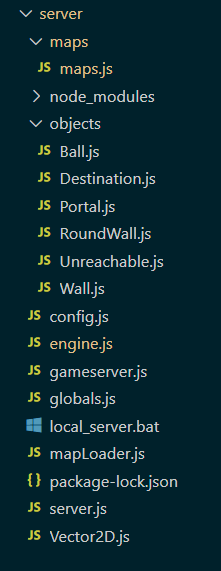 server
maps
JS maps.js
node_modules
objects
JS Ball.js
JS Destination.js
JS Portal.js
JS RoundWall.js
JS Unreachable.js
JS Wall.js
JS config.js
JS engine.js
JS gameserver.js
JS globals.js
local_server.bat
JS mapLoader.js
{ } package-lock.json
JS server.js
JS Vector2D.js